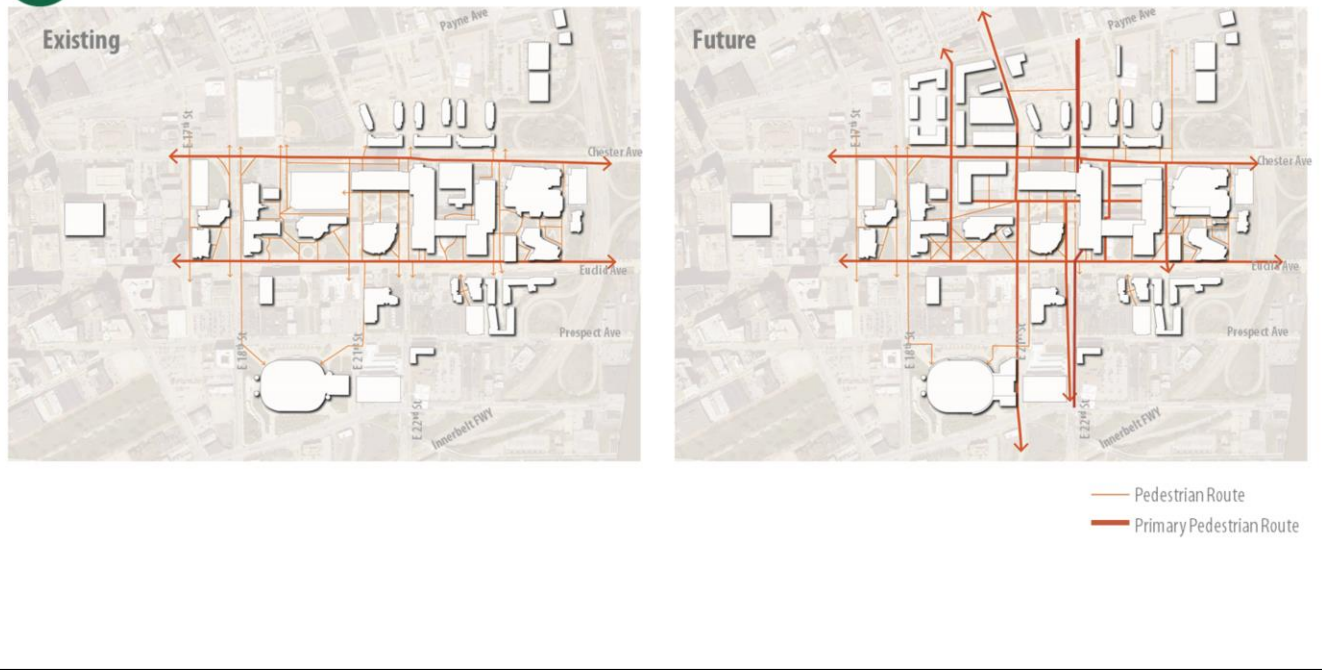 Existing
Payne Ave
E 17th St
Chester Ave
Euclid Ave
Prospect Ave
E 18th St
E 21st St
E 22nd St
Innerbelt FWY
Future
Payne Ave
E 17th St
Chester Ave
Euclid Ave
Prospect Ave
E 18th St
E 21st St
E 22nd St
Innerbelt FWY
Pedestrian Route
Primary Pedestrian Route